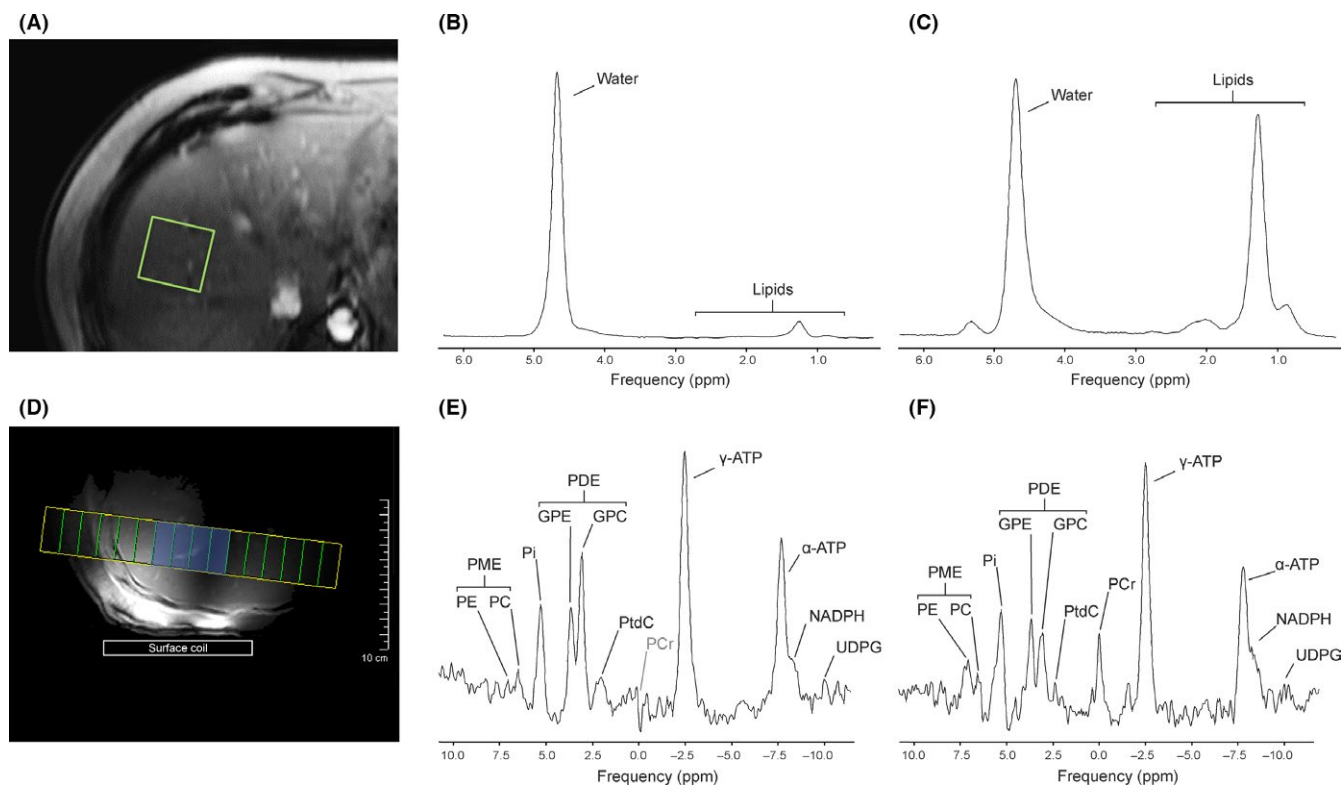 (A)
(B)
Water
Lipids
6.0 5.0 4.0 3.0 2.0 1.0
Frequency (ppm)
(C)
Water
Lipids
6.0 5.0 4.0 3.0 2.0 1.0
Frequency (ppm)
(D)
Surface coil
10 cm
(E)
γ-ATP
PDE
GPE GPC
α-ATP
Pi
PME
PE PC
PtdC
PCr
NADPH
UDPG
10.0 7.5 5.0 2.5 0 −2.5 −5.0 −7.5 −10.0
Frequency (ppm)
(F)
γ-ATP
PDE
GPE GPC
Pi
PCr
α-ATP
PME
PE PC
PtdC
NADPH
UDPG
10.0 7.5 5.0 2.5 0.0 −2.5 −5.0 −7.5 −10.0
Frequency (ppm)